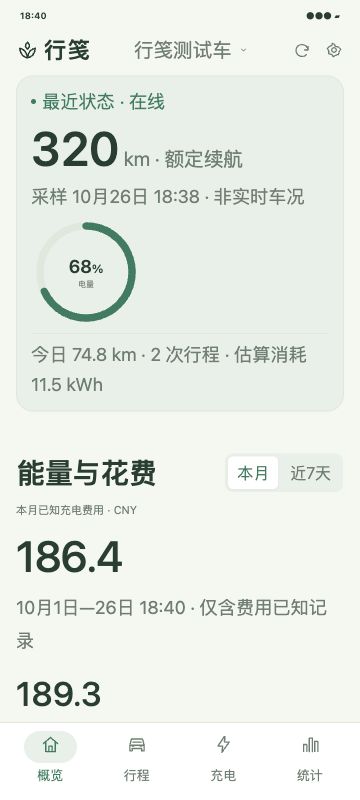 18:40
行笺 行笺测试车
最近状态 · 在线
320 km · 额定续航
采样 10月26日 18:38 · 非实时车况
68%
电量
今日 74.8 km · 2 次行程 · 估算消耗
11.5 kWh
能量与花费 本月 近7天
本月已知充电费用 · CNY
186.4
10月1日—26日 18:40 · 仅含费用已知记
录
189.3
概览 行程 充电 统计